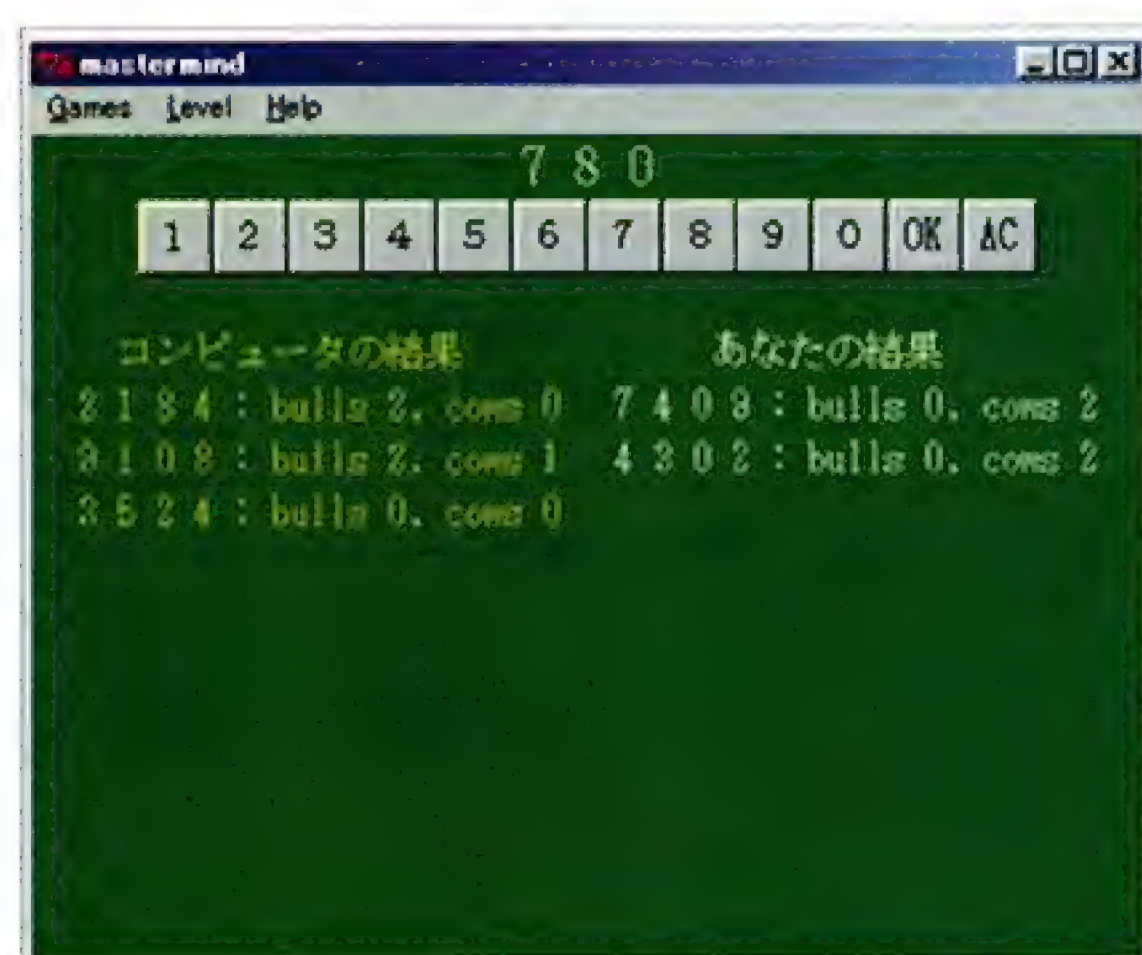 mastermind
Games Level Help
7 8
1 2 3 4 5 6 7 8 9 0 OK AC
コンピュータの結果 あなたの結果
2 1 8 4 : bulls 2, cows 0 7 4 0 : bulls 0, cows 2
1 0 8 : bulls 2, cows 1 4 3 0 2 : bulls 0, cows 2
3 5 2 4 : bulls 0, cows 0